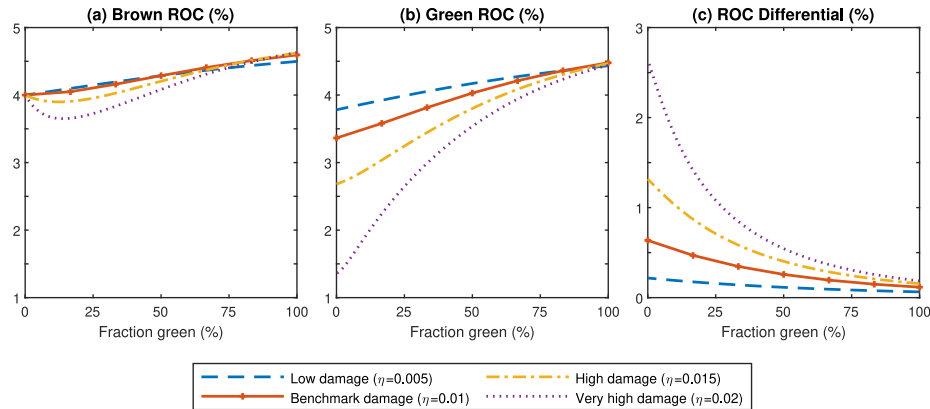 (a) Brown ROC (%)
(b) Green ROC (%)
(c) ROC Differential (%)
5
4
3
2
1
0
25
50
75
100
Fraction green (%)
5
4
3
2
1
0
25
50
75
100
Fraction green (%)
3
2
1
0
0
25
50
75
100
Fraction green (%)
Low damage (η=0.005)
High damage (η=0.015)
Benchmark damage (η=0.01)
Very high damage (η=0.02)